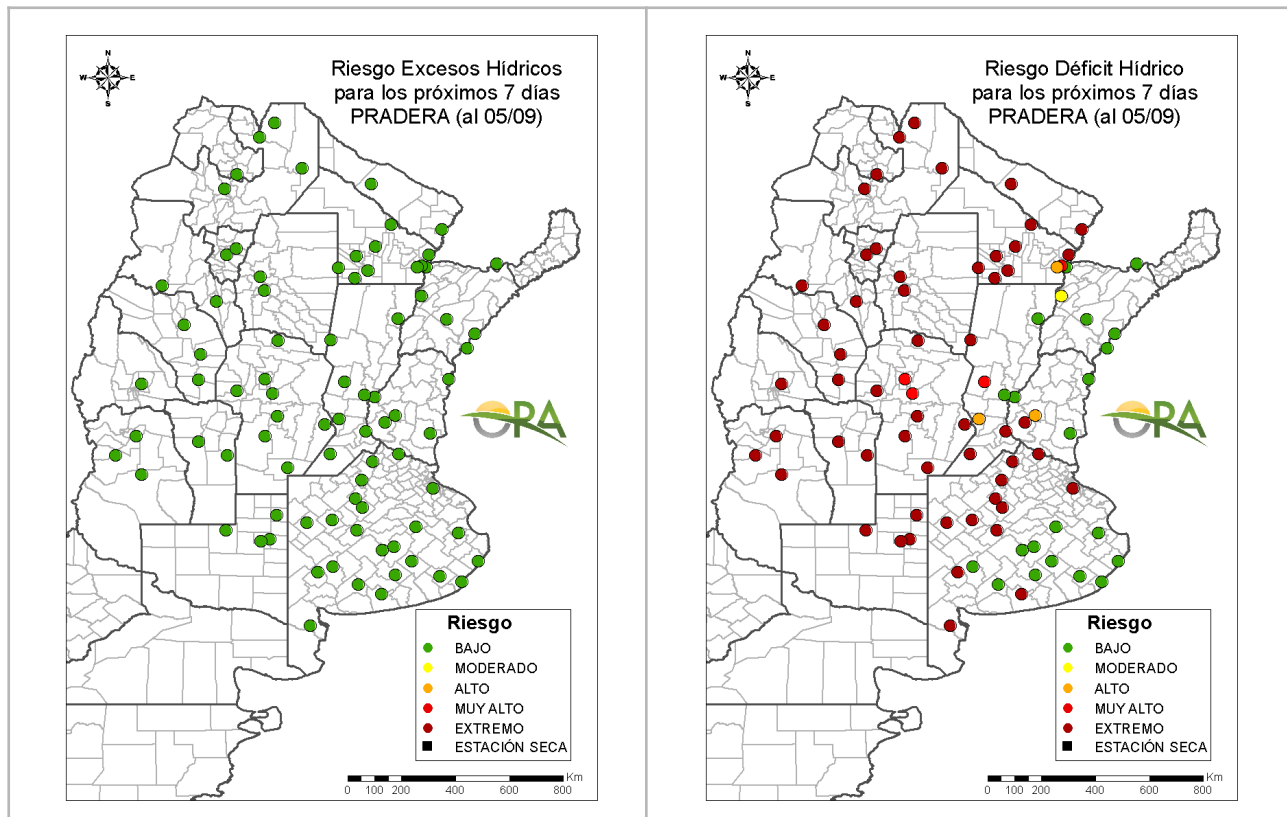 N
W
E
S
Riesgo Excesos Hídricos
para los próximos 7 días
PRADERA (al 05/09)
ORA
Riesgo
BAJO
MODERADO
ALTO
MUY ALTO
EXTREMO
ESTACIÓN SECA
Km
0 100 200 400 600 800
N
W
E
S
Riesgo Déficit Hídrico
para los próximos 7 días
PRADERA (al 05/09)
ORA
Riesgo
BAJO
MODERADO
ALTO
MUY ALTO
EXTREMO
ESTACIÓN SECA
Km
0 100 200 400 600 800